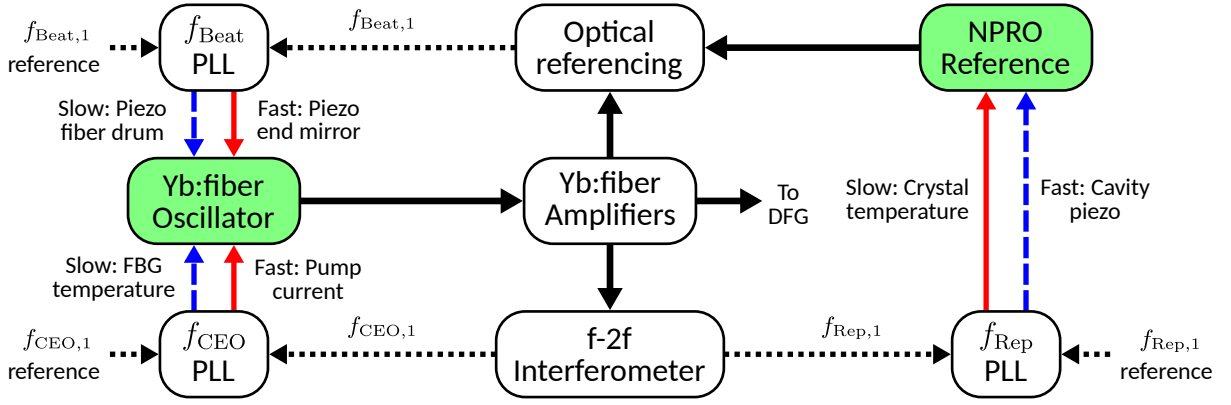 f_Beat,1
reference
f_Beat
PLL
f_Beat,1
Optical
referencing
NPRO
Reference
Slow: Piezo
fiber drum
Fast: Piezo
end mirror
Yb:fiber
Oscillator
Yb:fiber
Amplifiers
To
DFG
Slow: Crystal
temperature
Fast: Cavity
piezo
Slow: FBG
temperature
Fast: Pump
current
f_CEO,1
reference
f_CEO
PLL
f_CEO,1
f-2f
Interferometer
f_Rep,1
f_Rep
PLL
f_Rep,1
reference